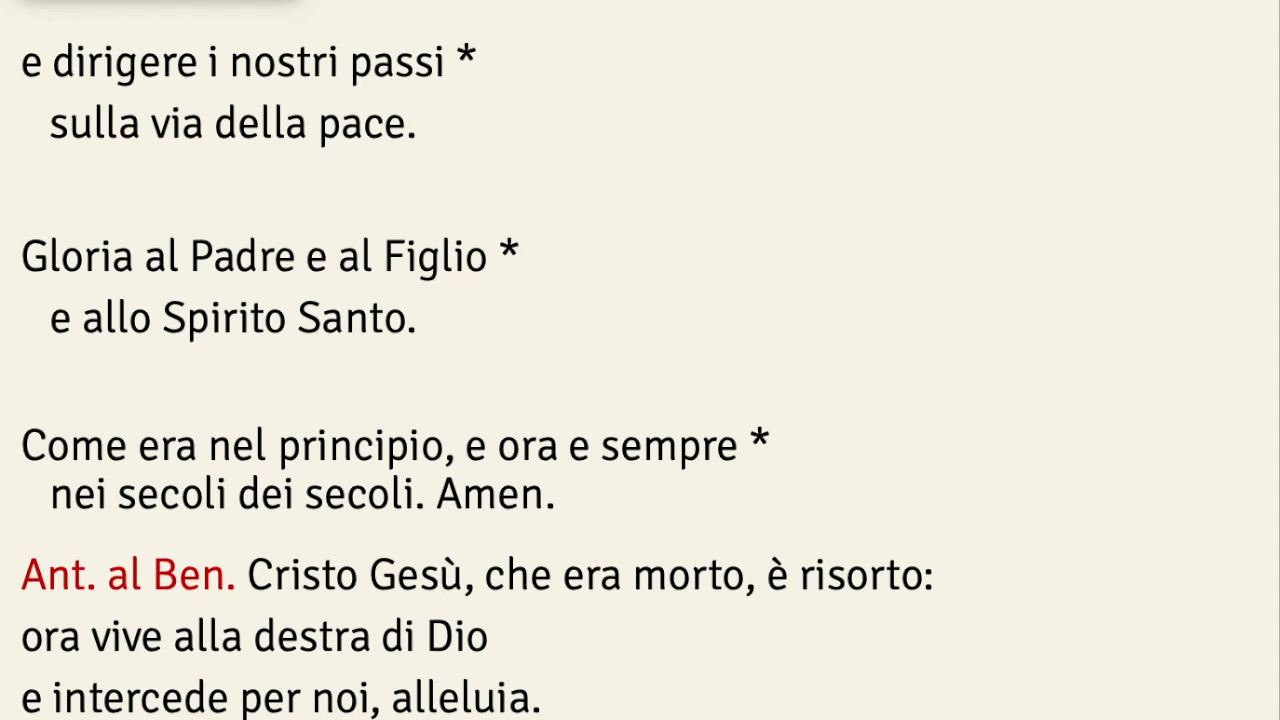 e dirigere i nostri passi *
sulla via della pace.
Gloria al Padre e al Figlio *
e allo Spirito Santo.
Come era nel principio, e ora e sempre *
nei secoli dei secoli. Amen.
Ant. al Ben. Cristo Gesù, che era morto, è risorto:
ora vive alla destra di Dio
e intercede per noi, alleluia.